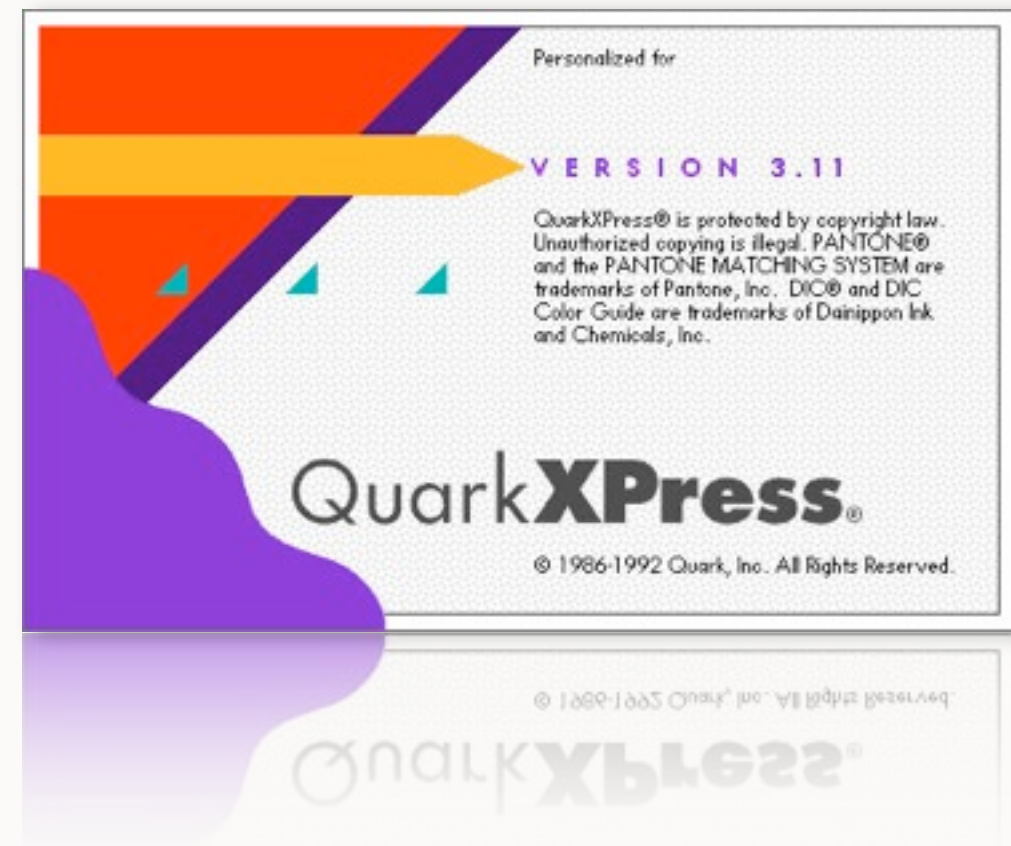 Personalized for
VERSION 3.11
QuarkXPress® is protected by copyright law.
Unauthorized copying is illegal. PANTONE®
and the PANTONE MATCHING SYSTEM are
trademarks of Pantone, Inc. DIC® and DIC
Color Guide are trademarks of Dainippon Ink
and Chemicals, Inc.
QuarkXPress®
© 1986-1992 Quark, Inc. All Rights Reserved.